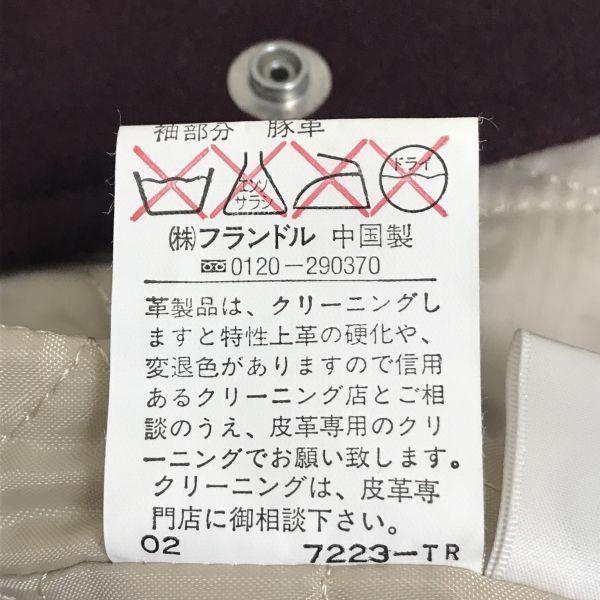 袖部分 豚革
エンソ
サラシ
ドライ
㈱フランドル 中国製
0120-290370
革製品は、クリーニングし
ますと特性上革の硬化や、
変退色がありますので信用
あるクリーニング店とご相
談のうえ、皮革専用のクリ
ーニングでお願い致します。
クリーニングは、皮革専
門店に御相談下さい。
02 7223-TR